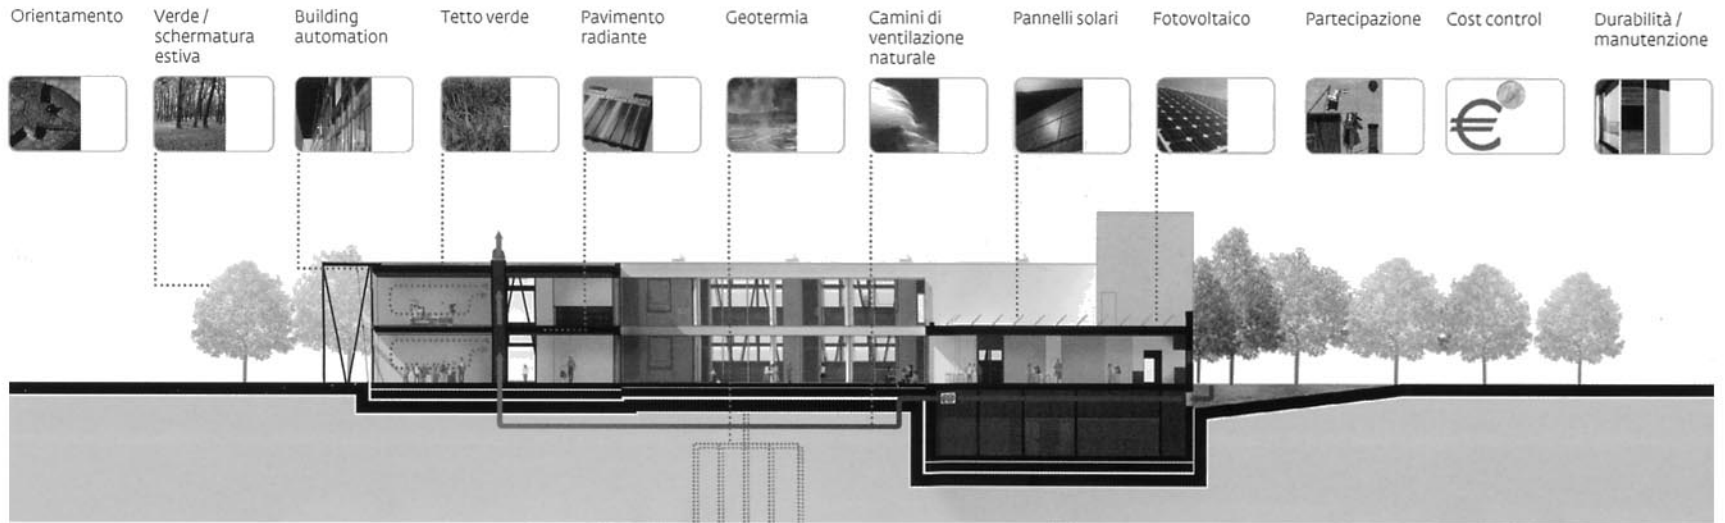 Orientamento
Verde /
schermatura
estiva
Building
automation
Tetto verde
Pavimento
radiante
Geotermia
Camini di
ventilazione
naturale
Pannelli solari
Fotovoltaico
Partecipazione
Cost control
Durabilità /
manutenzione
€